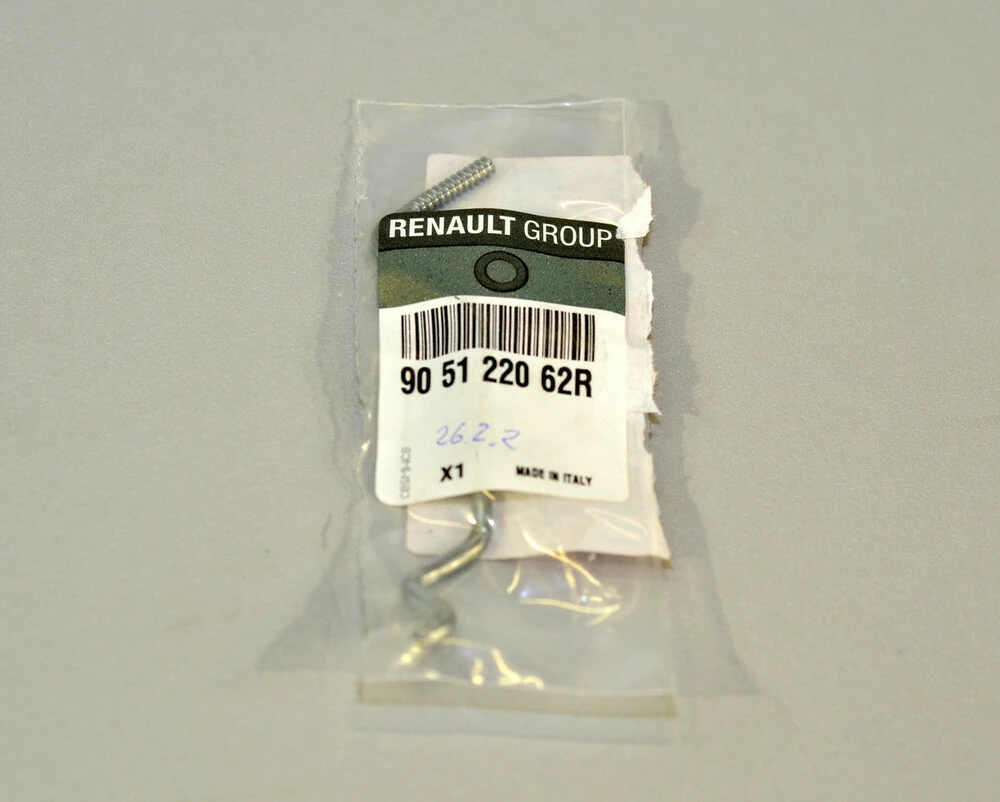 RENAULT GROUP
90 51 220 62R
26.2.2
X1
MADE IN ITALY